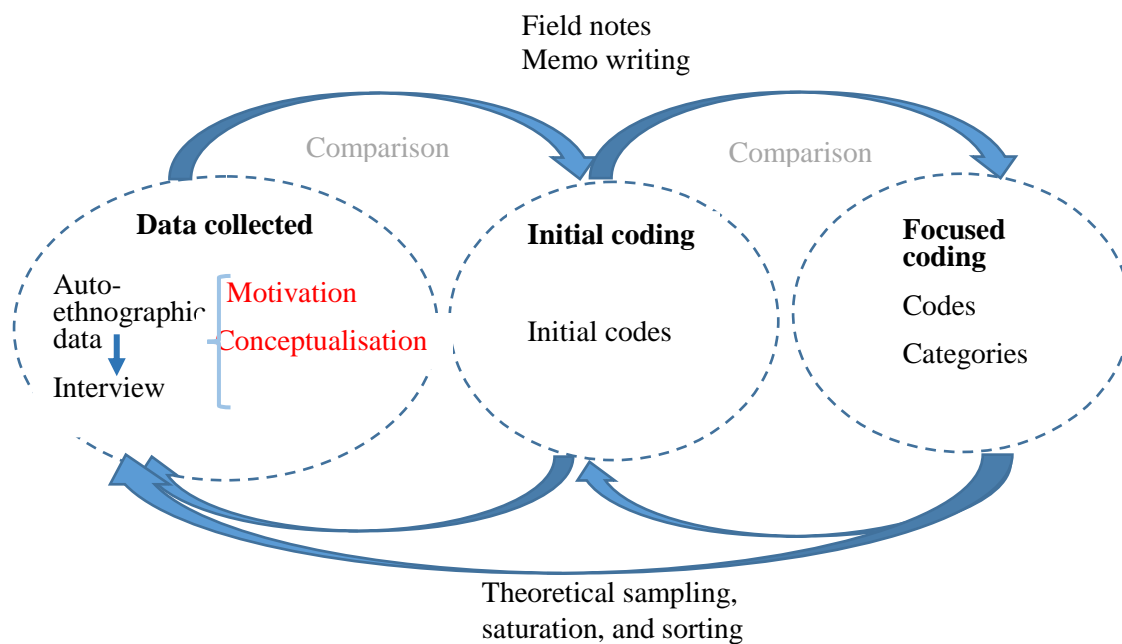 Field notes
Memo writing
Comparison
Comparison
Data collected
Auto-
ethnographic
data
Interview
Motivation
Conceptualisation
Initial coding
Initial codes
Focused
coding
Codes
Categories
Theoretical sampling,
saturation, and sorting